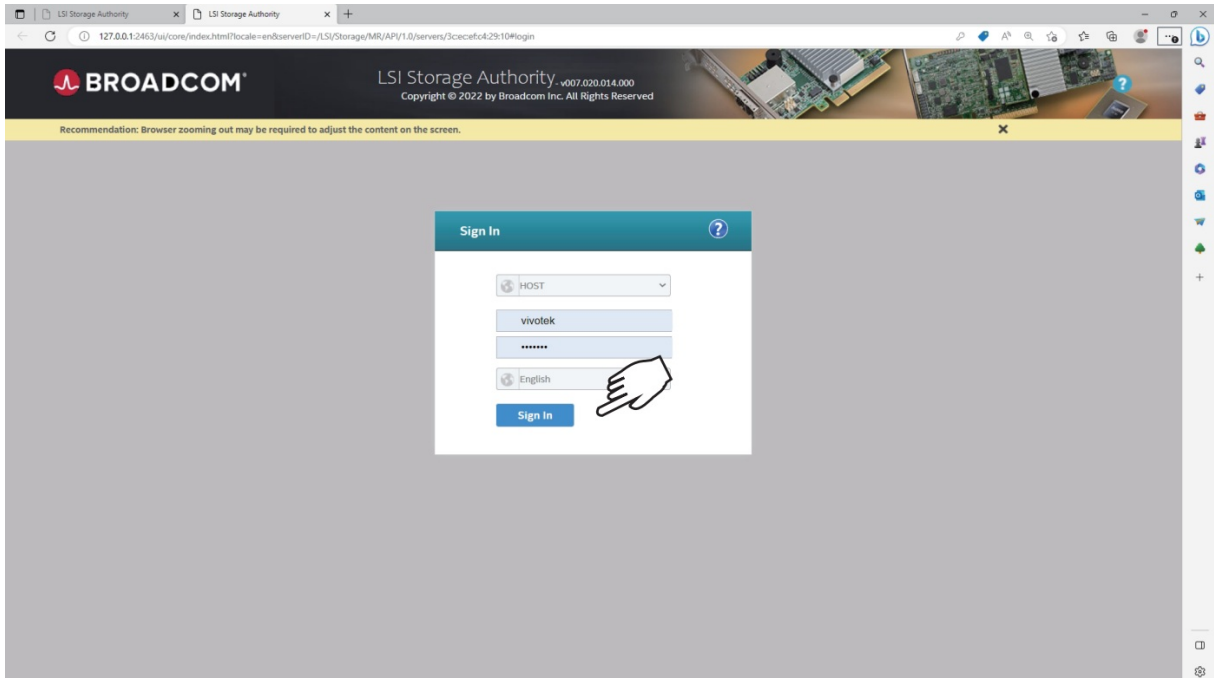 LSI Storage Authority
LSI Storage Authority
127.0.0.1:2463/ui/core/index.html?locale=en&serverID=/LSI/Storage/MR/API/1.0/servers/3cecefc4:29:10#login
BROADCOM®
LSI Storage Authority v007.020.014.000
Copyright © 2022 by Broadcom Inc. All Rights Reserved
Recommendation: Browser zooming out may be required to adjust the content on the screen.
Sign In
HOST
vivotek
•••••••
English
Sign In